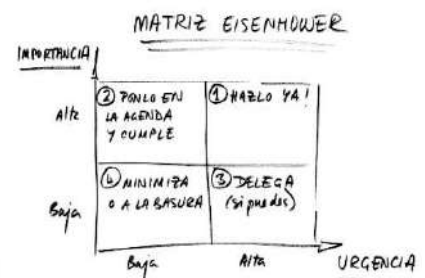 MATRIZ EISENHOWER
IMPORTANCIA
Alta
② PONLO EN
LA AGENDA
Y CUMPLE
① HAZLO YA!
Baja
④ MINIMIZA
O A LA BASURA
③ DELEGA
(si puedes)
Baja
Alta
URGENCIA